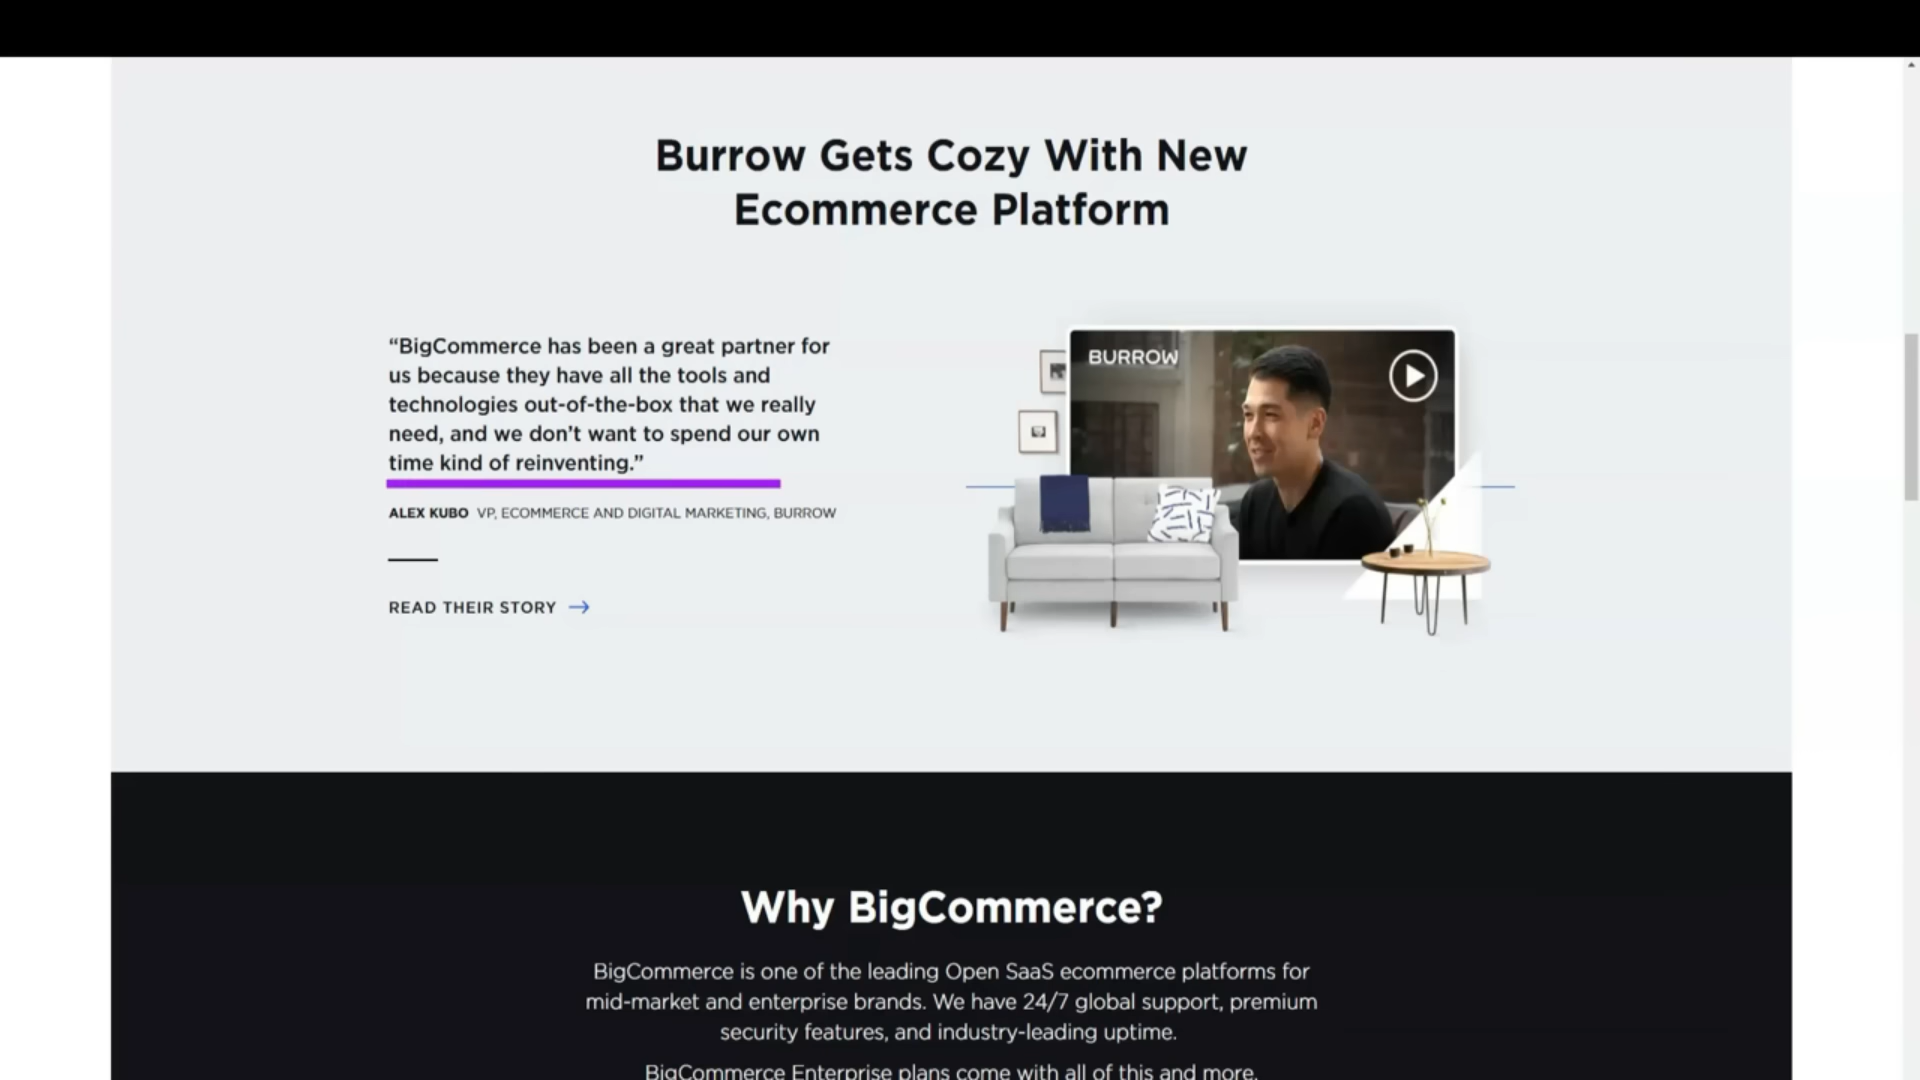 Burrow Gets Cozy With New
Ecommerce Platform
“BigCommerce has been a great partner for
us because they have all the tools and
technologies out-of-the-box that we really
need, and we don’t want to spend our own
time kind of reinventing.”
ALEX KUBO VP, ECOMMERCE AND DIGITAL MARKETING, BURROW
READ THEIR STORY →
BURROW
Why BigCommerce?
BigCommerce is one of the leading Open SaaS ecommerce platforms for
mid-market and enterprise brands. We have 24/7 global support, premium
security features, and industry-leading uptime.
BigCommerce Enterprise plans come with all of this and more.